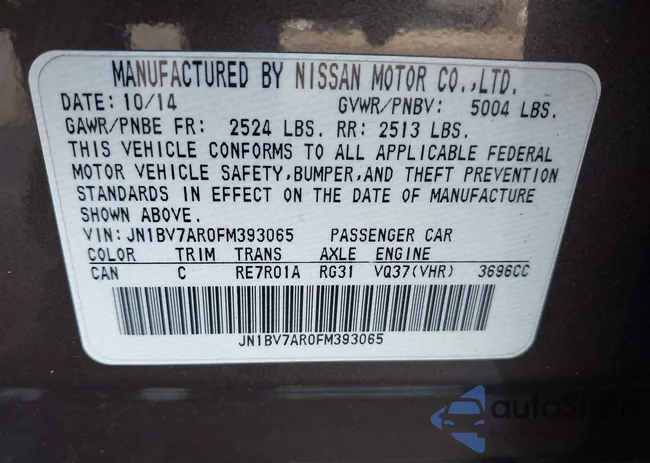 MANUFACTURED BY NISSAN MOTOR CO.,LTD.
DATE: 10/14 GVWR/PNBV: 5004 LBS.
GAWR/PNBE FR: 2524 LBS. RR: 2513 LBS.
THIS VEHICLE CONFORMS TO ALL APPLICABLE FEDERAL
MOTOR VEHICLE SAFETY,BUMPER,AND THEFT PREVENTION
STANDARDS IN EFFECT ON THE DATE OF MANUFACTURE
SHOWN ABOVE.
VIN: JN1BV7AR0FM393065 PASSENGER CAR
COLOR TRIM TRANS AXLE ENGINE
CAN C RE7R01A RG31 VQ37(VHR) 3696CC
JN1BV7AR0FM393065